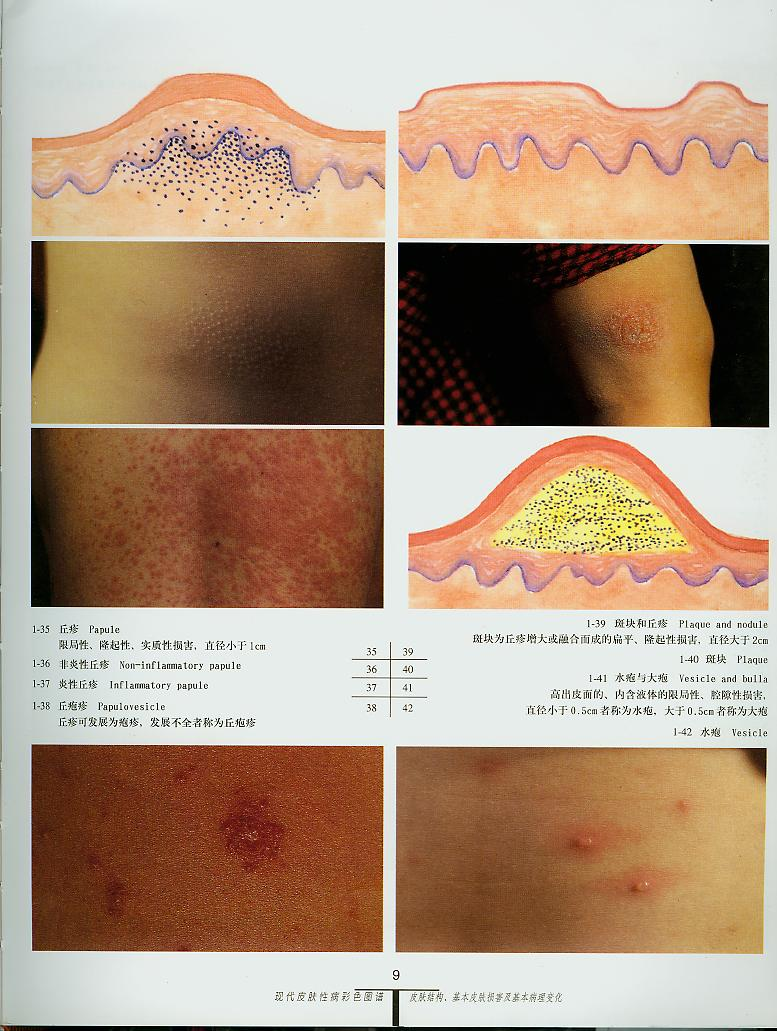 1-35 丘疹 Papule
局限性、隆起性、实质性损害，直径小于1cm
1-36 非炎性丘疹 Non-inflammatory papule
1-37 炎性丘疹 Inflammatory papule
1-38 丘疱疹 Papulovesicle
丘疹可发展为疱疹，发展不全者称为丘疱疹
35 39
36 40
37 41
38 42
1-39 斑块和丘疹 Plaque and nodule
斑块为丘疹增大或融合而成的扁平、隆起性损害，直径大于2cm
1-40 斑块 Plaque
1-41 水疱与大疱 Vesicle and bulla
高出皮面的、内含液体的局限性、腔隙性损害，
直径小于0.5cm者称为水疱，大于0.5cm者称为大疱
1-42 水疱 Vesicle
9
现代皮肤性病彩色图谱
皮肤结构、基本皮肤损害及基本病理变化